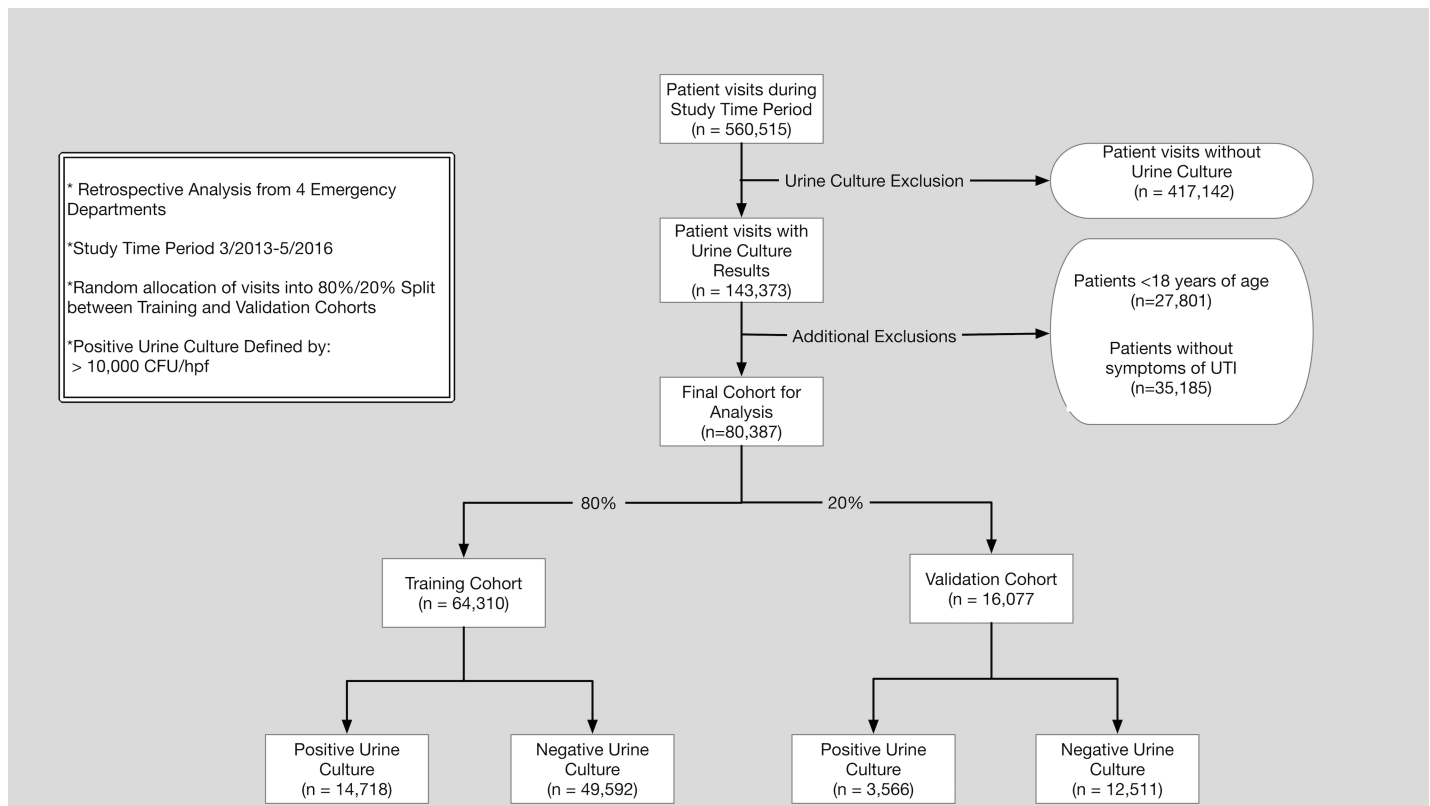 Patient visits during
Study Time Period
(n = 560,515)
Urine Culture Exclusion
Patient visits without
Urine Culture
(n = 417,142)
* Retrospective Analysis from 4 Emergency
Departments
*Study Time Period 3/2013-5/2016
*Random allocation of visits into 80%/20% Split
between Training and Validation Cohorts
*Positive Urine Culture Defined by:
> 10,000 CFU/hpf
Patient visits with
Urine Culture
Results
(n = 143,373)
Additional Exclusions
Patients <18 years of age
(n=27,801)
Patients without
symptoms of UTI
(n=35,185)
Final Cohort for
Analysis
(n=80,387)
80%
20%
Training Cohort
(n = 64,310)
Validation Cohort
(n = 16,077
Positive Urine
Culture
(n = 14,718)
Negative Urine
Culture
(n = 49,592)
Positive Urine
Culture
(n = 3,566)
Negative Urine
Culture
(n = 12,511)